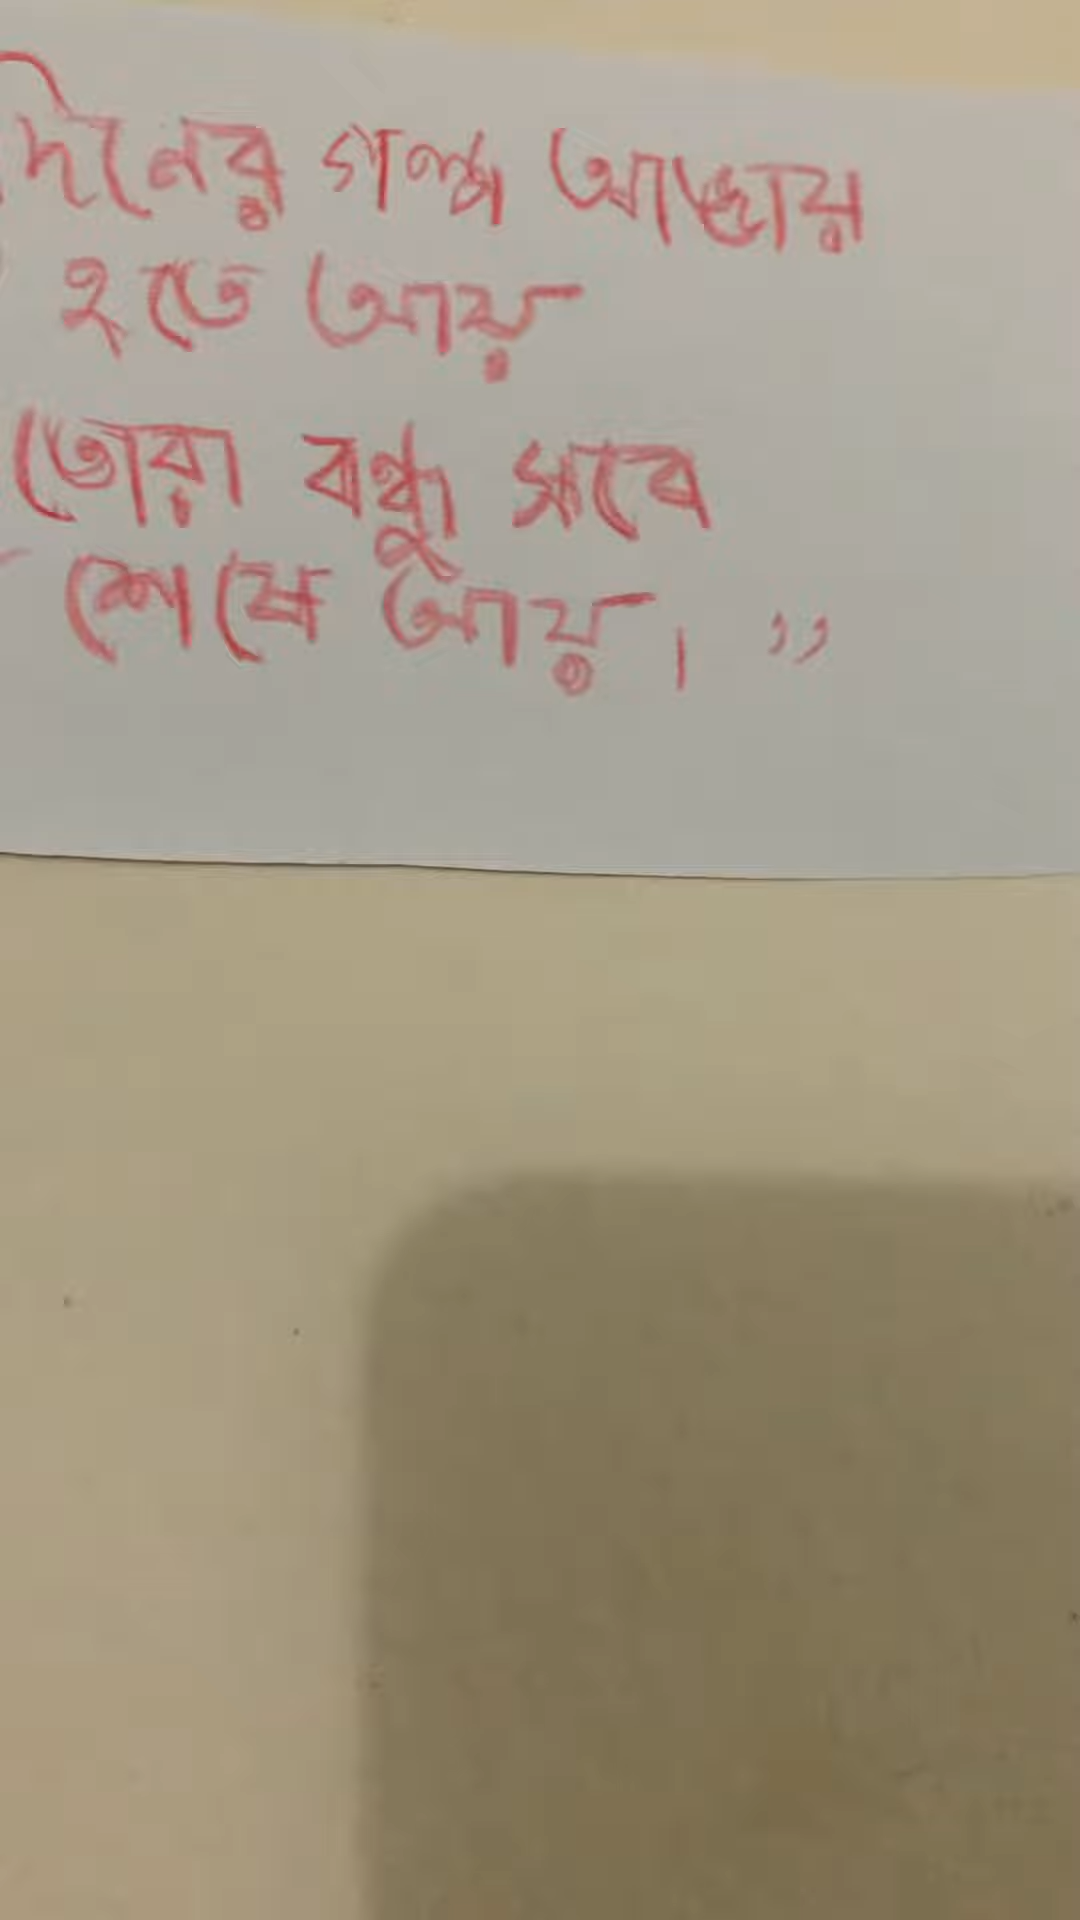 দিনের গল্প আড্ডায়
হতে আয়
তোরা বন্ধু সবে
শেষে আয়। ”